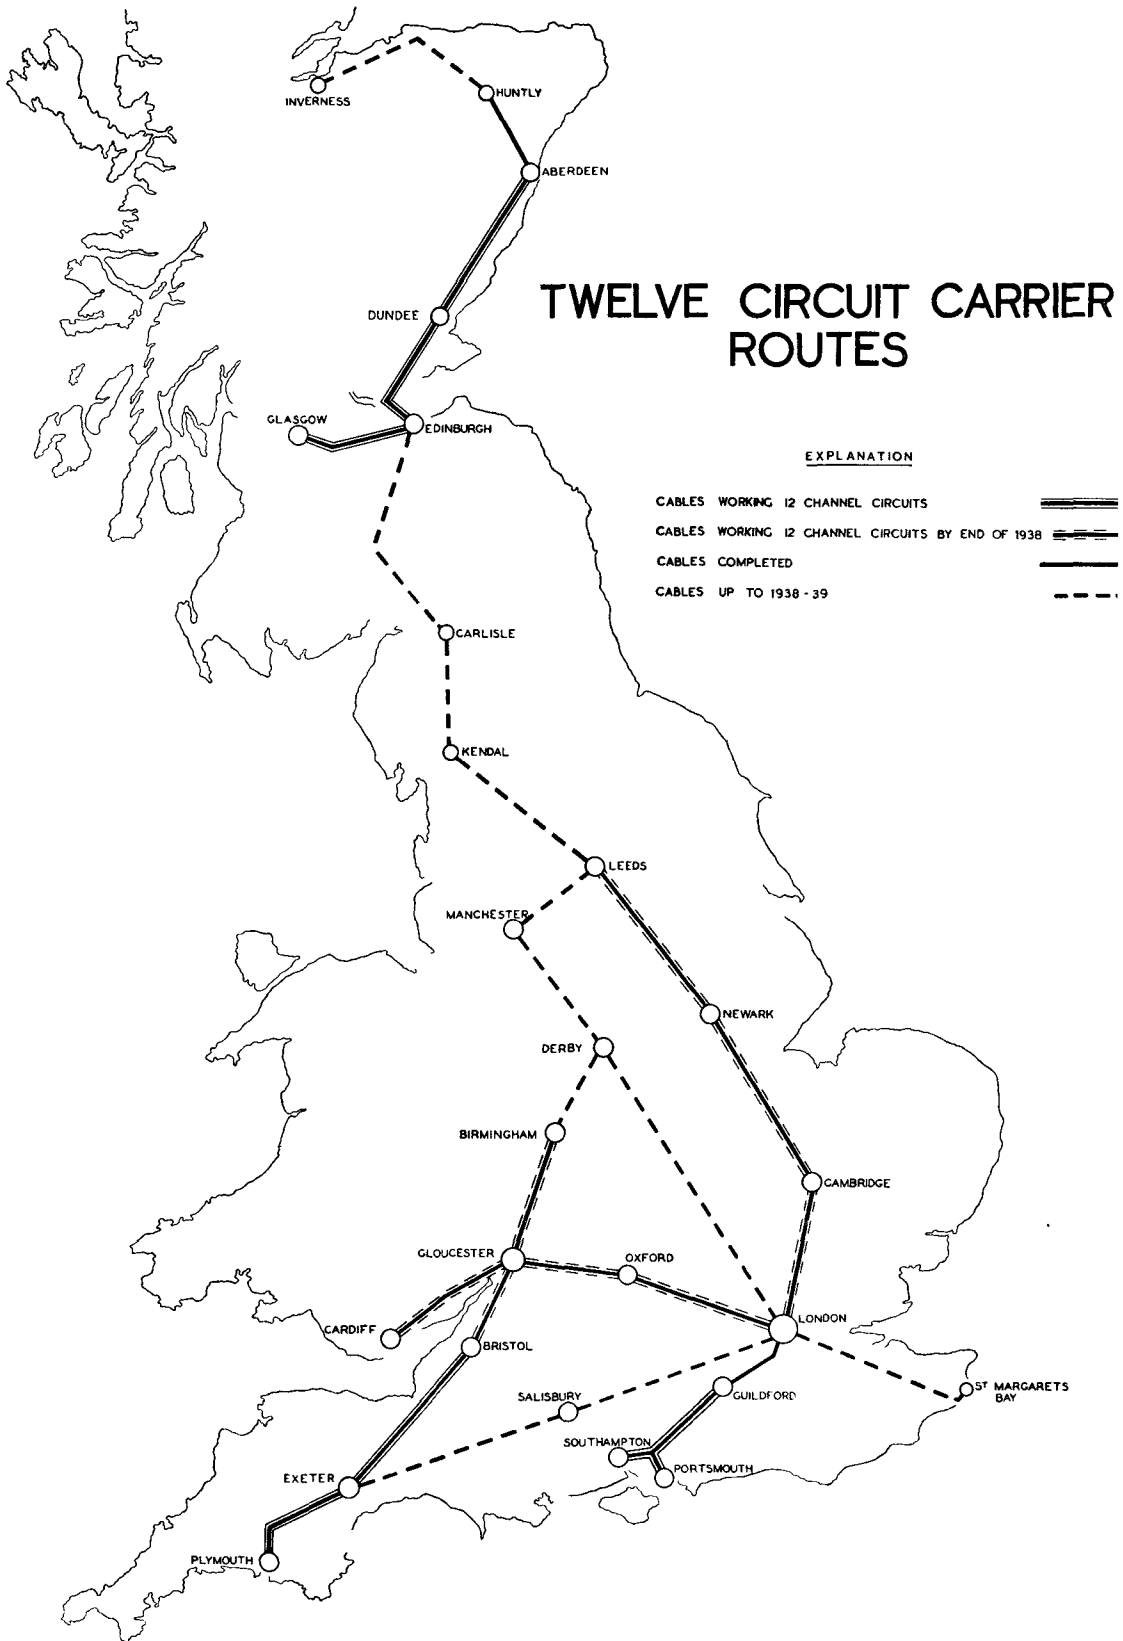 INVERNESS
HUNTLY
ABERDEEN
TWELVE CIRCUIT CARRIER
ROUTES
DUNDEE
GLASGOW
EDINBURGH
EXPLANATION
CABLES WORKING 12 CHANNEL CIRCUITS
CABLES WORKING 12 CHANNEL CIRCUITS BY END OF 1938
CABLES COMPLETED
CABLES UP TO 1938-39
CARLISLE
KENDAL
LEEDS
MANCHESTER
NEWARK
DERBY
BIRMINGHAM
CAMBRIDGE
GLOUCESTER
OXFORD
LONDON
CARDIFF
BRISTOL
ST MARGARETS
BAY
SALISBURY
GUILDFORD
SOUTHAMPTON
PORTSMOUTH
EXETER
PLYMOUTH